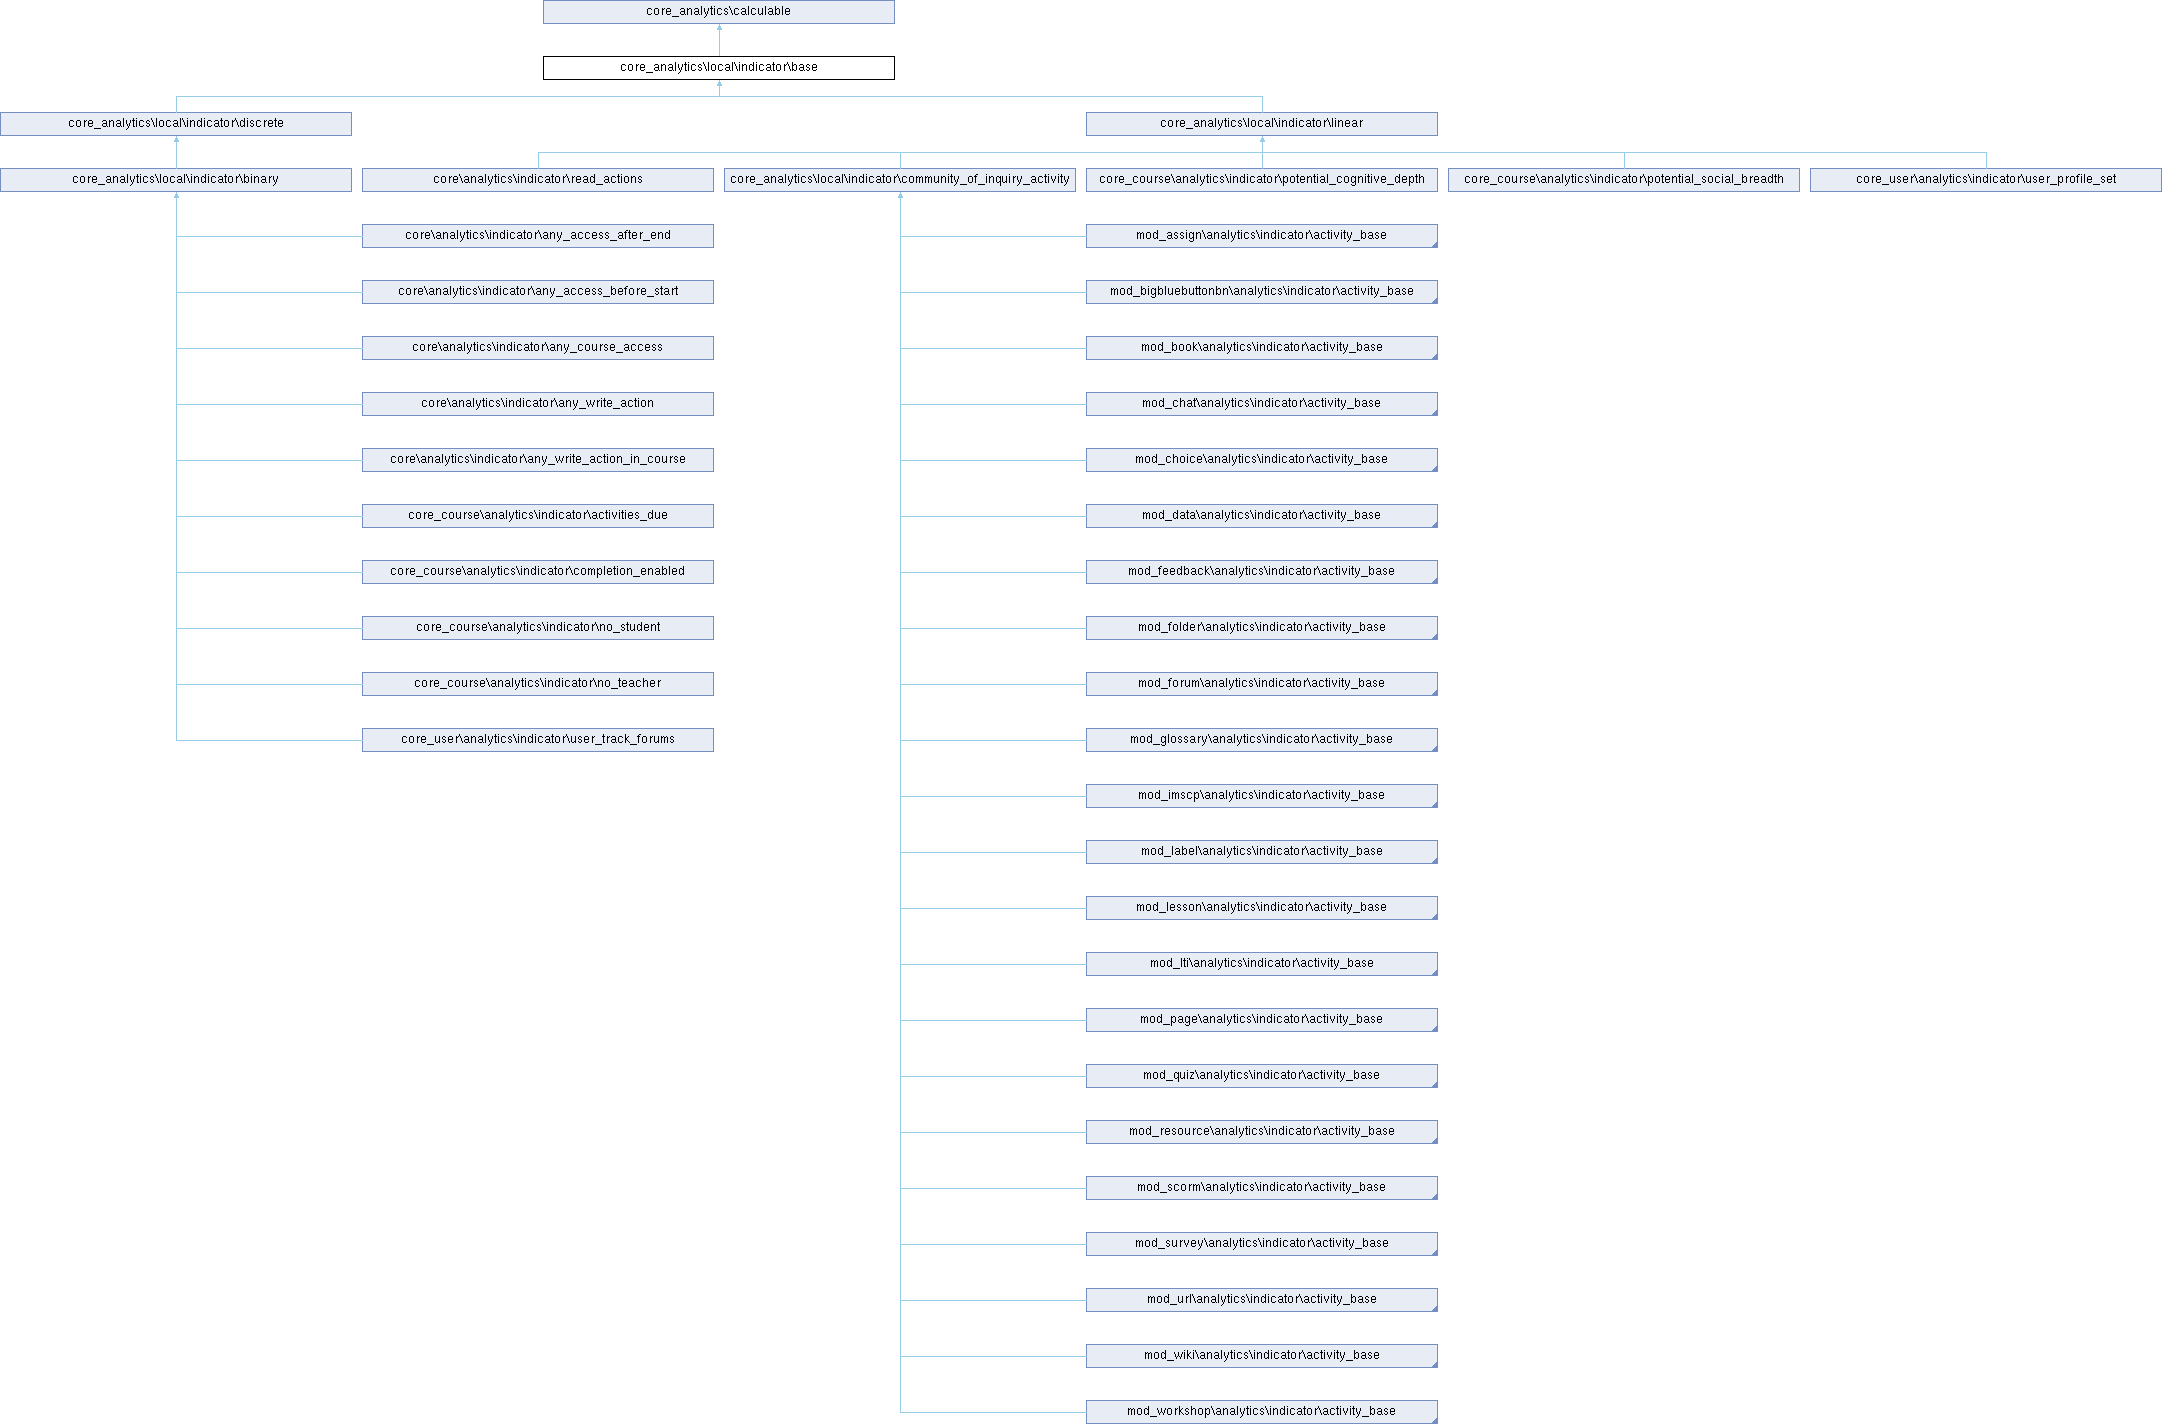 core_analytics\calculable
core_analytics\local\indicator\base
core_analytics\local\indicator\discrete
core_analytics\local\indicator\linear
core_analytics\local\indicator\binary
core\analytics\indicator\read_actions
core_analytics\local\indicator\community_of_inquiry_activity
core_course\analytics\indicator\potential_cognitive_depth
core_course\analytics\indicator\potential_social_breadth
core_user\analytics\indicator\user_profile_set
core\analytics\indicator\any_access_after_end
mod_assign\analytics\indicator\activity_base
core\analytics\indicator\any_access_before_start
mod_bigbluebuttonbn\analytics\indicator\activity_base
core\analytics\indicator\any_course_access
mod_book\analytics\indicator\activity_base
core\analytics\indicator\any_write_action
mod_chat\analytics\indicator\activity_base
core\analytics\indicator\any_write_action_in_course
mod_choice\analytics\indicator\activity_base
core_course\analytics\indicator\activities_due
mod_data\analytics\indicator\activity_base
core_course\analytics\indicator\completion_enabled
mod_feedback\analytics\indicator\activity_base
core_course\analytics\indicator\no_student
mod_folder\analytics\indicator\activity_base
core_course\analytics\indicator\no_teacher
mod_forum\analytics\indicator\activity_base
core_user\analytics\indicator\user_track_forums
mod_glossary\analytics\indicator\activity_base
mod_imscp\analytics\indicator\activity_base
mod_label\analytics\indicator\activity_base
mod_lesson\analytics\indicator\activity_base
mod_lti\analytics\indicator\activity_base
mod_page\analytics\indicator\activity_base
mod_quiz\analytics\indicator\activity_base
mod_resource\analytics\indicator\activity_base
mod_scorm\analytics\indicator\activity_base
mod_survey\analytics\indicator\activity_base
mod_url\analytics\indicator\activity_base
mod_wiki\analytics\indicator\activity_base
mod_workshop\analytics\indicator\activity_base